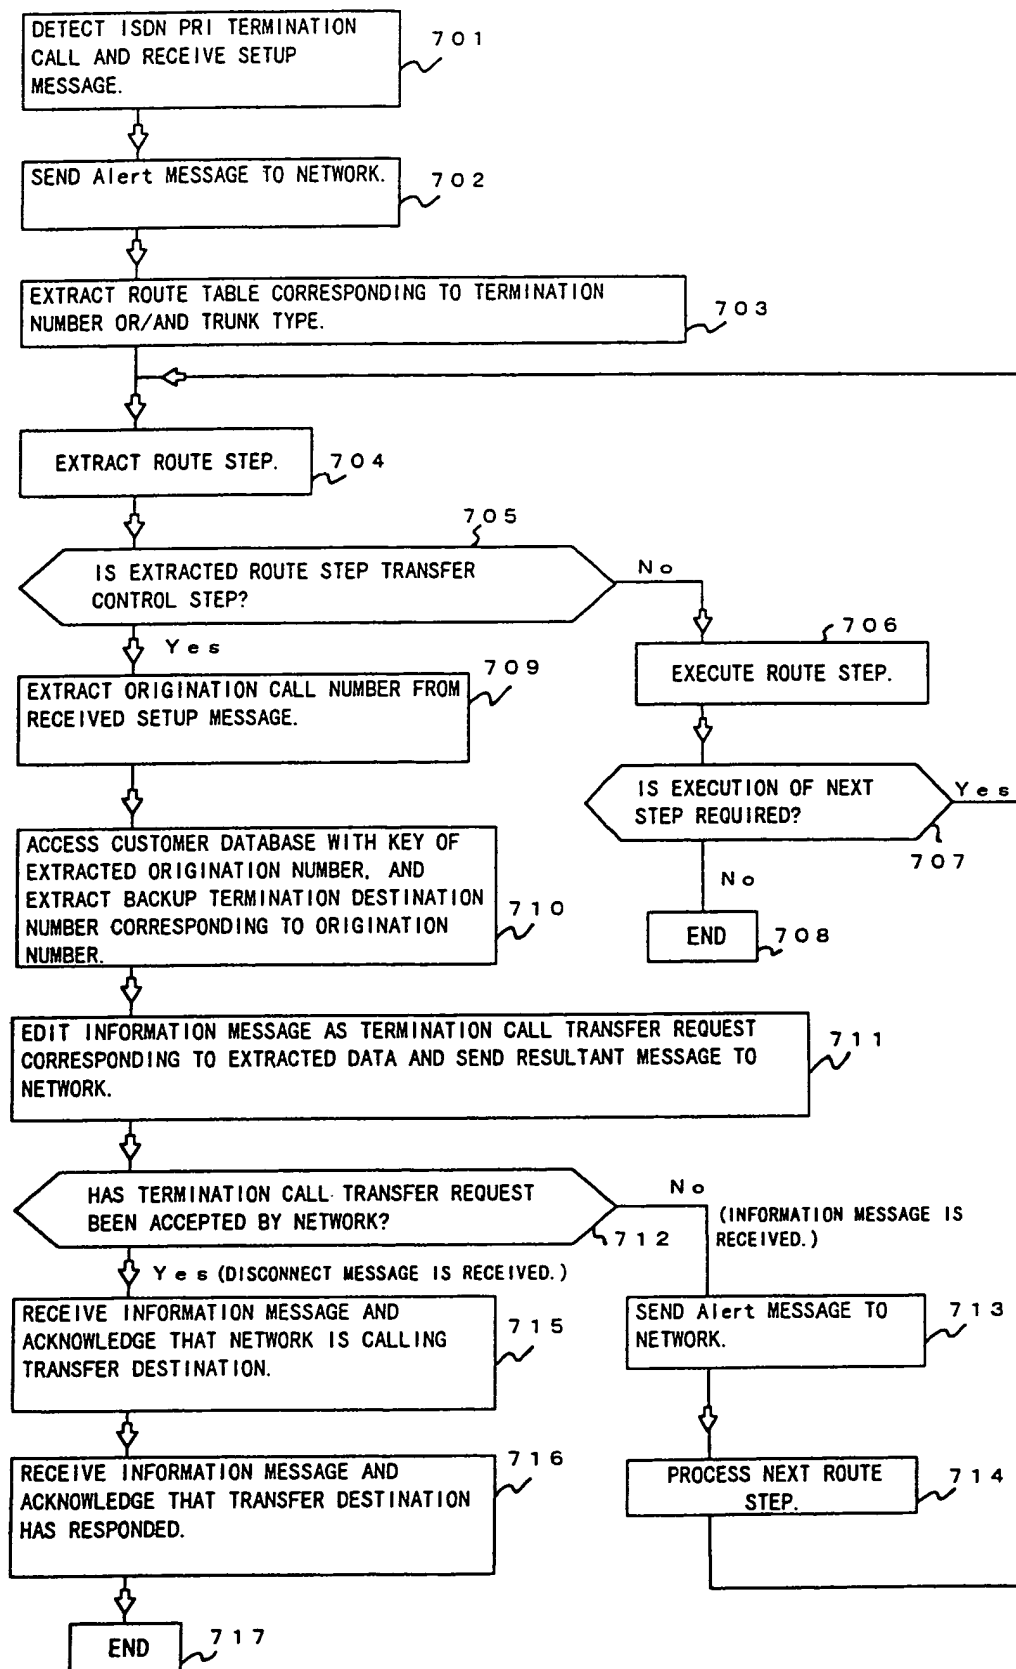 DETECT ISDN PRI TERMINATION
CALL AND RECEIVE SETUP
MESSAGE.
701
SEND Alert MESSAGE TO NETWORK.
702
EXTRACT ROUTE TABLE CORRESPONDING TO TERMINATION
NUMBER OR/AND TRUNK TYPE.
703
EXTRACT ROUTE STEP.
704
705
IS EXTRACTED ROUTE STEP TRANSFER
CONTROL STEP?
No
Yes
706
EXECUTE ROUTE STEP.
709
EXTRACT ORIGINATION CALL NUMBER FROM
RECEIVED SETUP MESSAGE.
IS EXECUTION OF NEXT
STEP REQUIRED?
Yes
707
No
END
708
ACCESS CUSTOMER DATABASE WITH KEY OF
EXTRACTED ORIGINATION NUMBER, AND
EXTRACT BACKUP TERMINATION DESTINATION
NUMBER CORRESPONDING TO ORIGINATION
NUMBER.
710
EDIT INFORMATION MESSAGE AS TERMINATION CALL TRANSFER REQUEST
CORRESPONDING TO EXTRACTED DATA AND SEND RESULTANT MESSAGE TO
NETWORK.
711
HAS TERMINATION CALL TRANSFER REQUEST
BEEN ACCEPTED BY NETWORK?
712
No
(INFORMATION MESSAGE IS
RECEIVED.)
Yes (DISCONNECT MESSAGE IS RECEIVED.)
RECEIVE INFORMATION MESSAGE AND
ACKNOWLEDGE THAT NETWORK IS CALLING
TRANSFER DESTINATION.
715
SEND Alert MESSAGE TO
NETWORK.
713
RECEIVE INFORMATION MESSAGE AND
ACKNOWLEDGE THAT TRANSFER DESTINATION
HAS RESPONDED.
716
PROCESS NEXT ROUTE
STEP.
714
END
717